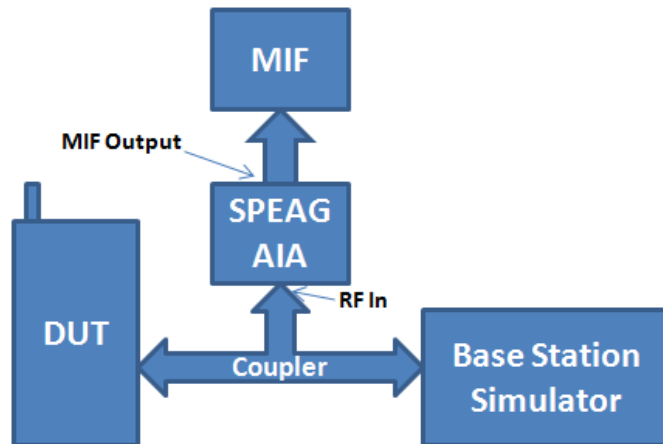 MIF
MIF Output
SPEAG
AIA
RF In
DUT
Coupler
Base Station
Simulator